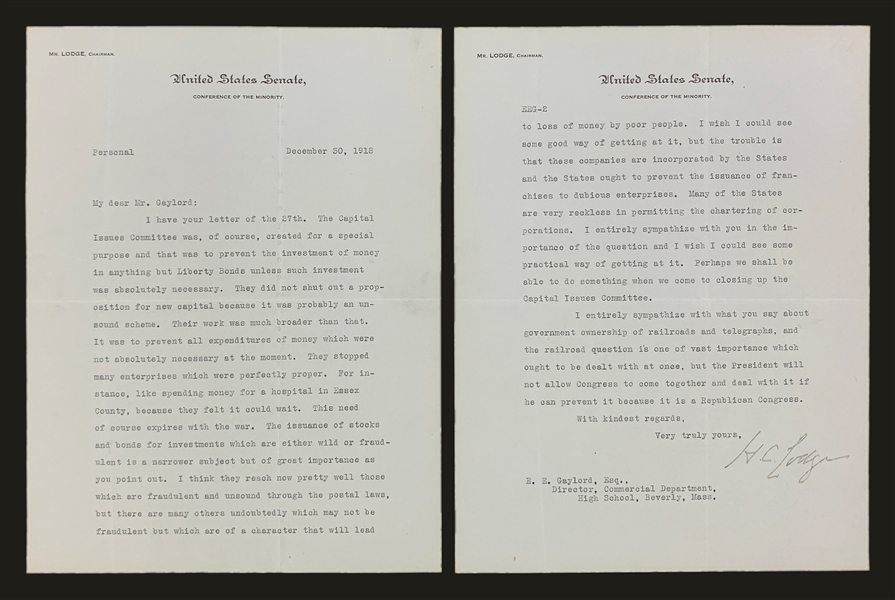 Mr. LODGE, Chairman.
United States Senate,
CONFERENCE OF THE MINORITY.
Personal December 30, 1918
My dear Mr. Gaylord:
I have your letter of the 27th. The Capital
Issues Committee was, of course, created for a special
purpose and that was to prevent the investment of money
in anything but Liberty Bonds unless such investment
was absolutely necessary. They did not shut out a prop-
osition for new capital because it was probably an un-
sound scheme. Their work was much broader than that.
It was to prevent all expenditures of money which were
not absolutely necessary at the moment. They stopped
many enterprises which were perfectly proper. For in-
stance, like spending money for a hospital in Essex
County, because they felt it could wait. This need
of course expires with the war. The issuance of stocks
and bonds for investments which are either wild or fraud-
ulent is a narrower subject but of great importance as
you point out. I think they reach now pretty well those
which are fraudulent and unsound through the postal laws,
but there are many others undoubtedly which may not be
fraudulent but which are of a character that will lead
Mr. LODGE, Chairman.
United States Senate,
CONFERENCE OF THE MINORITY.
EEG-2
to loss of money by poor people. I wish I could see
some good way of getting at it, but the trouble is
that these companies are incorporated by the States
and the States ought to prevent the issuance of fran-
chises to dubious enterprises. Many of the States
are very reckless in permitting the chartering of cor-
porations. I entirely sympathize with you in the im-
portance of the question and I wish I could see some
practical way of getting at it. Perhaps we shall be
able to do something when we come to closing up the
Capital Issues Committee.
I entirely sympathize with what you say about
government ownership of railroads and telegraphs, and
the railroad question is one of vast importance which
ought to be dealt with at once, but the President will
not allow Congress to come together and deal with it if
he can prevent it because it is a Republican Congress.
With kindest regards,
Very truly yours,
H. C. Lodge
E. E. Gaylord, Esq.,
Director, Commercial Department,
High School, Beverly, Mass.